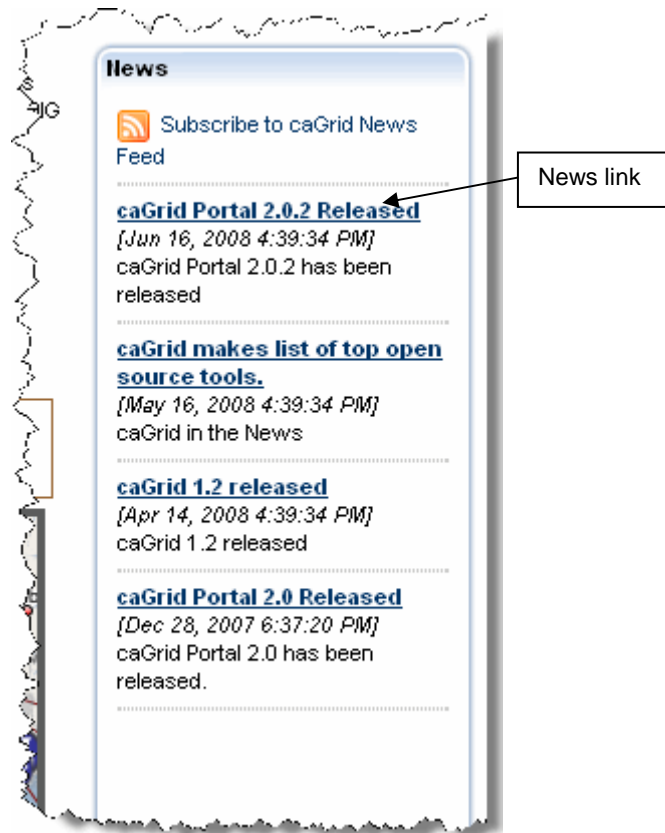 News
Subscribe to caGrid News
Feed
News link
caGrid Portal 2.0.2 Released
[Jun 16, 2008 4:39:34 PM]
caGrid Portal 2.0.2 has been
released
caGrid makes list of top open
source tools.
[May 16, 2008 4:39:34 PM]
caGrid in the News
caGrid 1.2 released
[Apr 14, 2008 4:39:34 PM]
caGrid 1.2 released
caGrid Portal 2.0 Released
[Dec 28, 2007 6:37:20 PM]
caGrid Portal 2.0 has been
released.